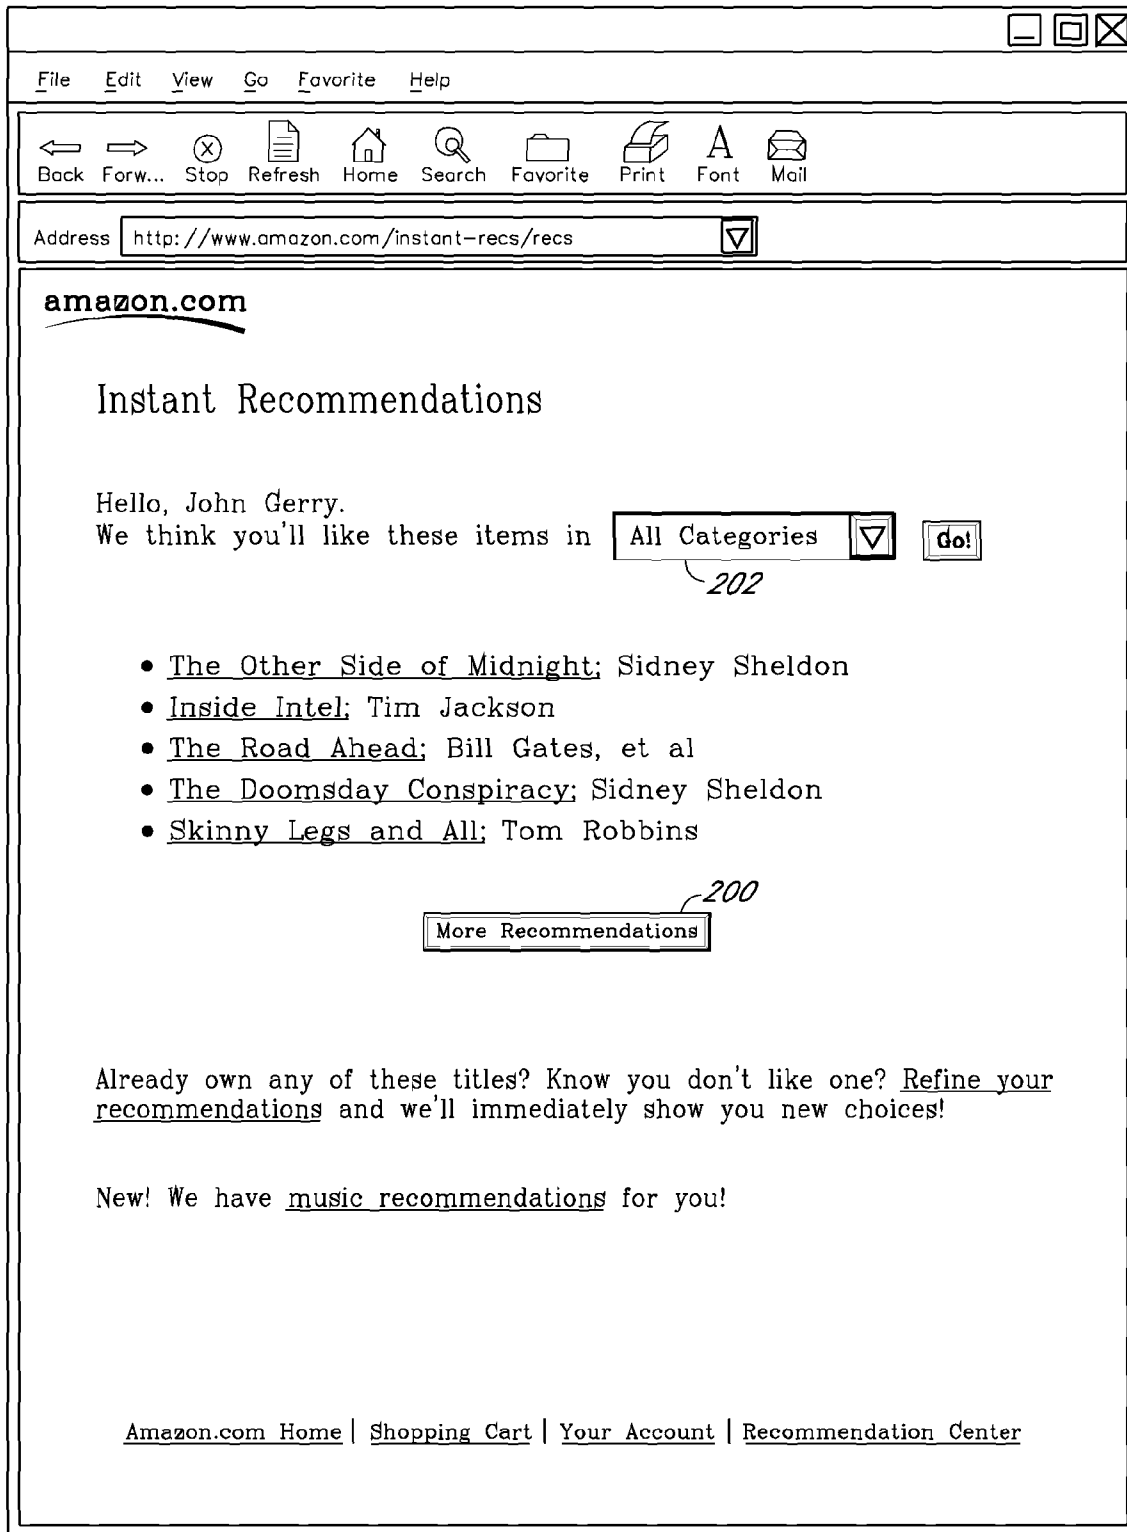 File Edit View Go Favorite Help
Back Forw... Stop Refresh Home Search Favorite Print Font Mail
Address http://www.amazon.com/instant-recs/recs
amazon.com
Instant Recommendations
Hello, John Gerry.
We think you'll like these items in All Categories Go!
202
• The Other Side of Midnight; Sidney Sheldon
• Inside Intel; Tim Jackson
• The Road Ahead; Bill Gates, et al
• The Doomsday Conspiracy; Sidney Sheldon
• Skinny Legs and All; Tom Robbins
200
More Recommendations
Already own any of these titles? Know you don't like one? Refine your
recommendations and we'll immediately show you new choices!
New! We have music recommendations for you!
Amazon.com Home | Shopping Cart | Your Account | Recommendation Center